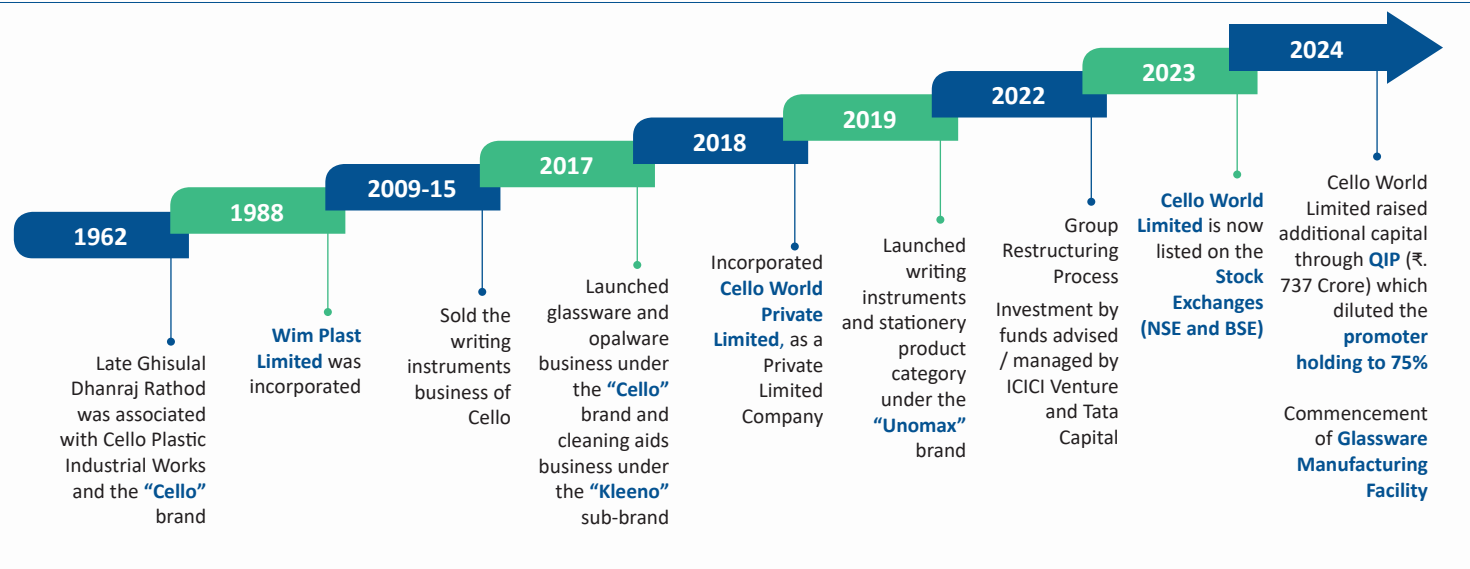 1962
Late Ghisulal
Dhanraj Rathod
was associated
with Cello Plastic
Industrial Works
and the “Cello”
brand
1988
Wim Plast
Limited was
incorporated
2009-15
Sold the
writing
instruments
business of
Cello
2017
Launched
glassware and
opalware
business under
the “Cello”
brand and
cleaning aids
business under
the “Kleeno”
sub-brand
2018
Incorporated
Cello World
Private
Limited, as a
Private
Limited
Company
2019
Launched
writing
instruments
and stationery
product
category
under the
“Unomax”
brand
2022
Group
Restructuring
Process
Investment by
funds advised
/ managed by
ICICI Venture
and Tata
Capital
2023
Cello World
Limited is now
listed on the
Stock
Exchanges
(NSE and BSE)
2024
Cello World
Limited raised
additional capital
through QIP (₹.
737 Crore) which
diluted the
promoter
holding to 75%
Commencement
of Glassware
Manufacturing
Facility